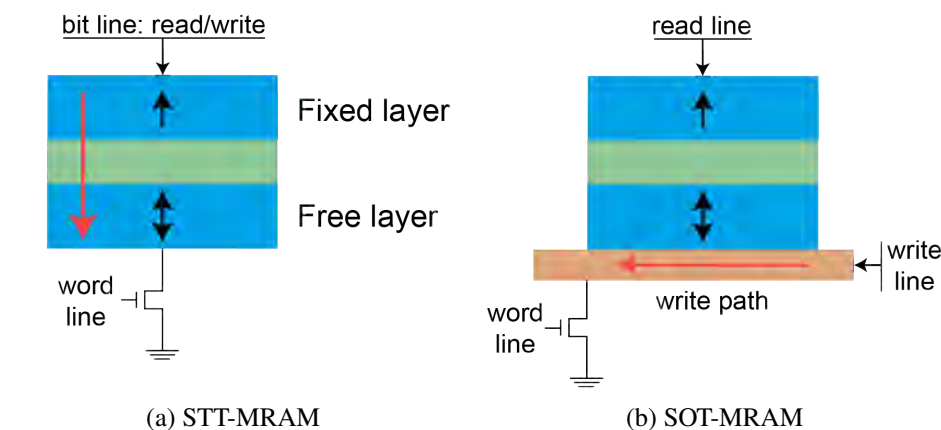 bit line: read/write
Fixed layer
Free layer
word
line
(a) STT-MRAM
read line
write
line
write path
word
line
(b) SOT-MRAM